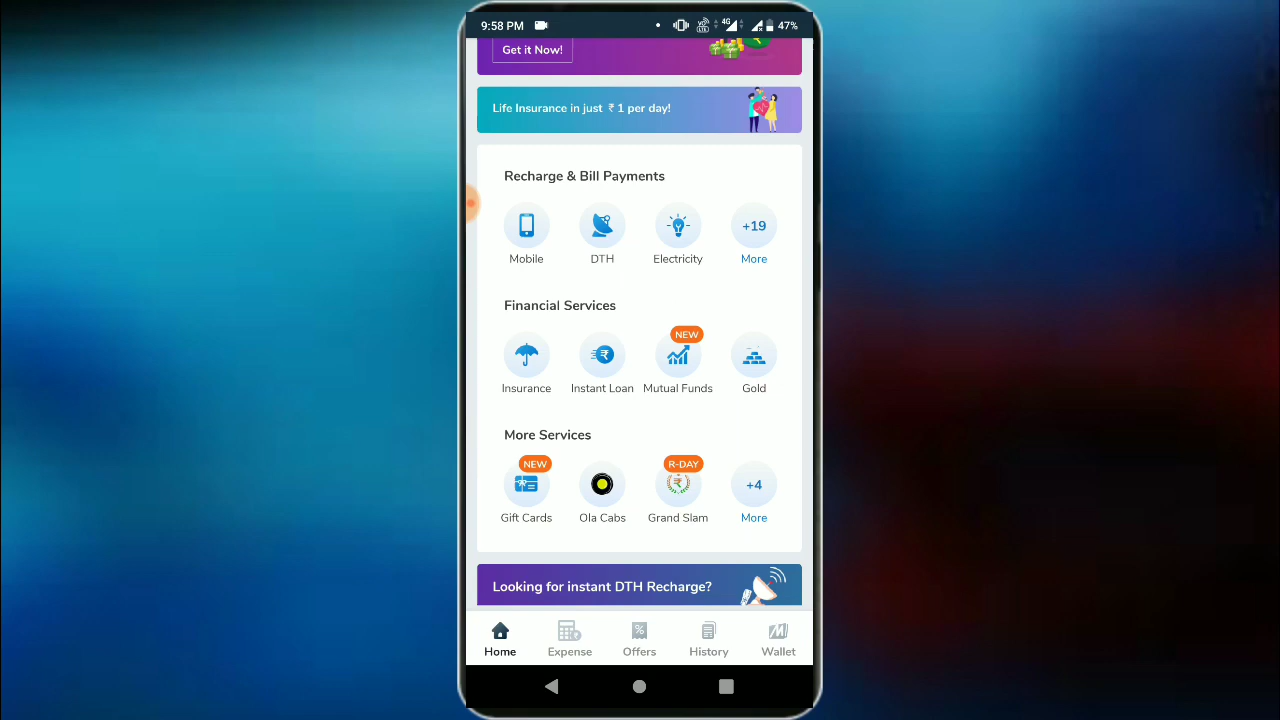 9:58 PM 4G 47%
Get it Now!
Life Insurance in just ₹ 1 per day!
Recharge & Bill Payments
+19
Mobile DTH Electricity More
Financial Services
NEW
Insurance Instant Loan Mutual Funds Gold
More Services
NEW R-DAY
+4
Gift Cards Ola Cabs Grand Slam More
Looking for instant DTH Recharge?
Home Expense Offers History Wallet